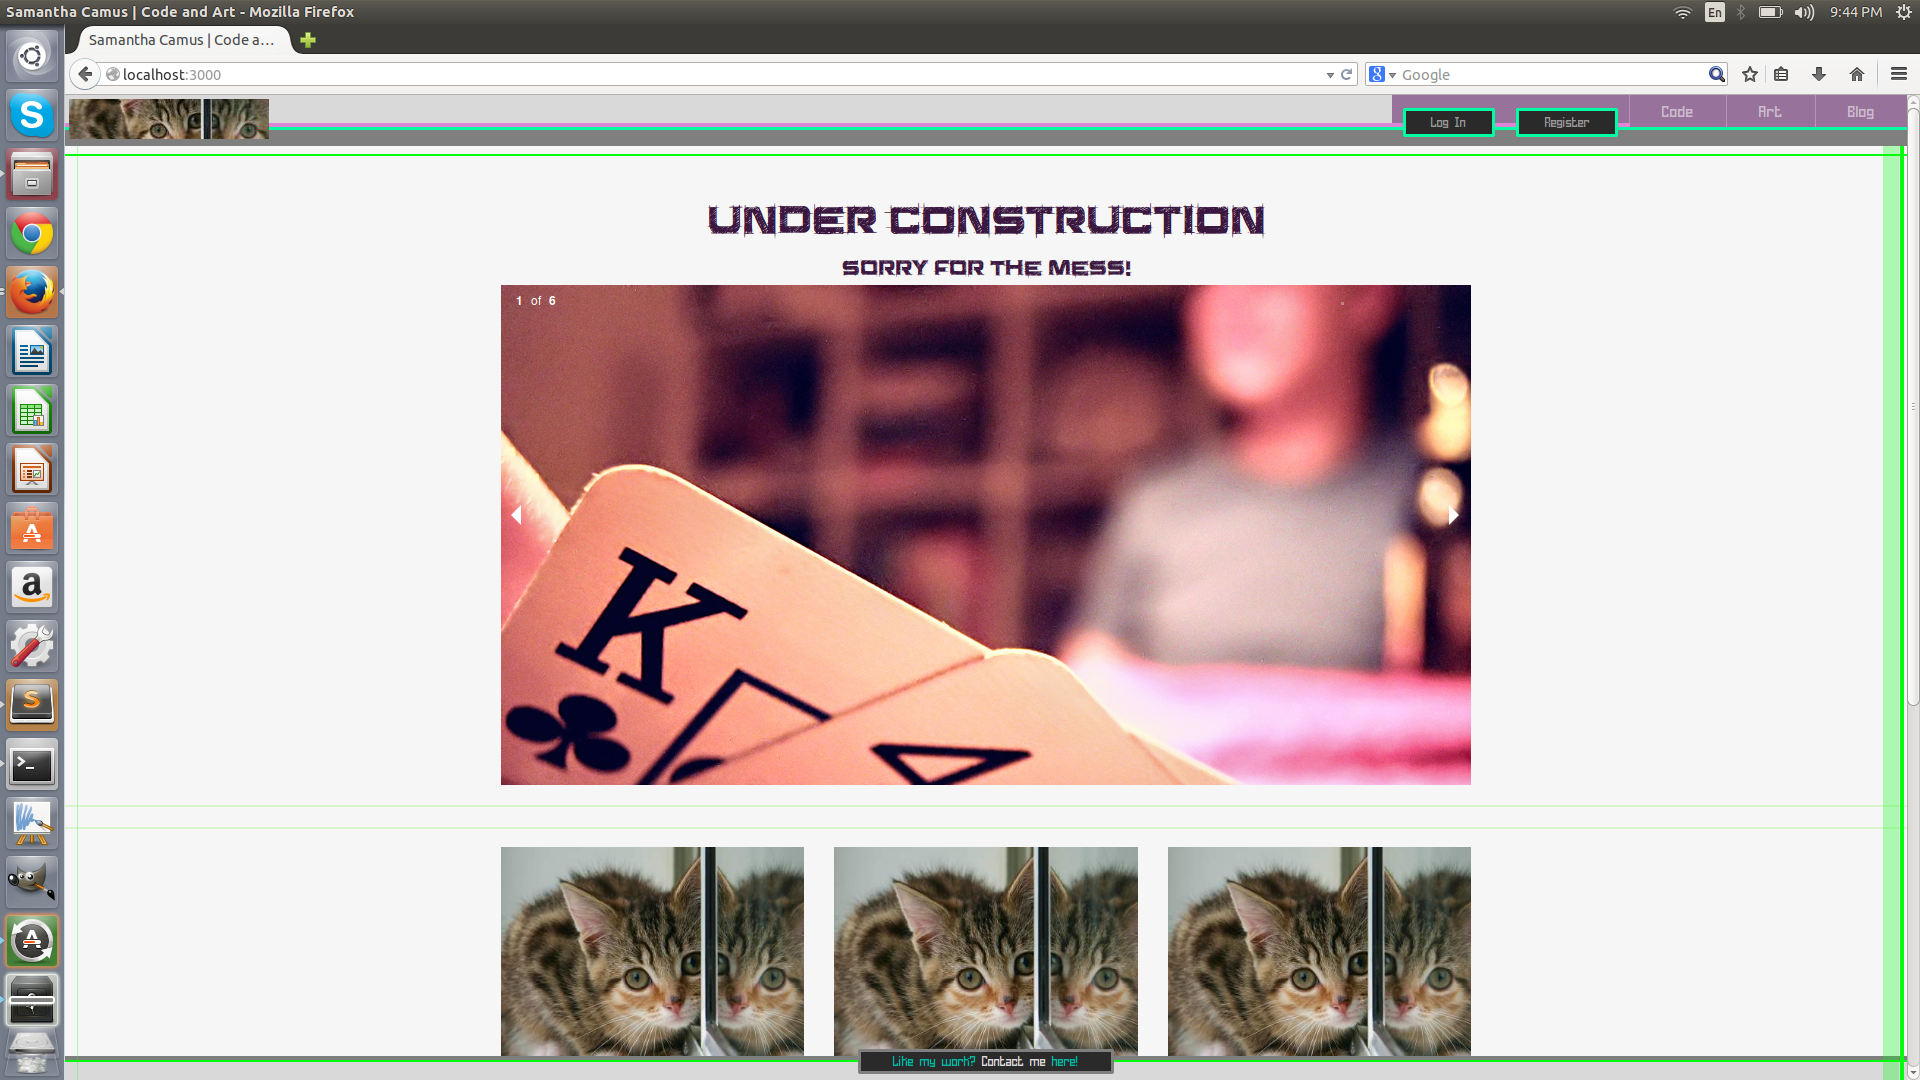 Samantha Camus | Code and Art - Mozilla Firefox
En
9:44 PM
Samantha Camus | Code a...
localhost:3000
Google
Log In
Register
Code
Art
Blog
UNDER CONSTRUCTION
SORRY FOR THE MESS!
1 of 6
K
Like my work? Contact me here!